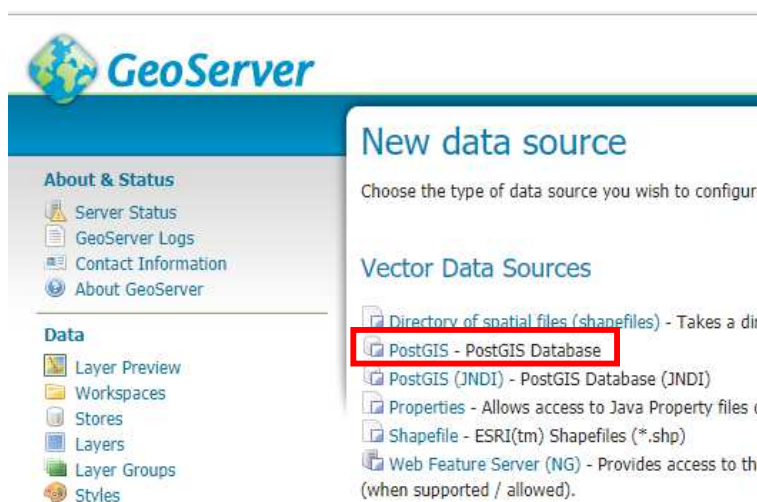 GeoServer
New data source
Choose the type of data source you wish to configur
About & Status
Server Status
GeoServer Logs
Contact Information
About GeoServer
Data
Layer Preview
Workspaces
Stores
Layers
Layer Groups
Styles
Vector Data Sources
Directory of spatial files (shapefiles) - Takes a dir
PostGIS - PostGIS Database
PostGIS (JNDI) - PostGIS Database (JNDI)
Properties - Allows access to Java Property files
Shapefile - ESRI(tm) Shapefiles (*.shp)
Web Feature Server (NG) - Provides access to th
(when supported / allowed).